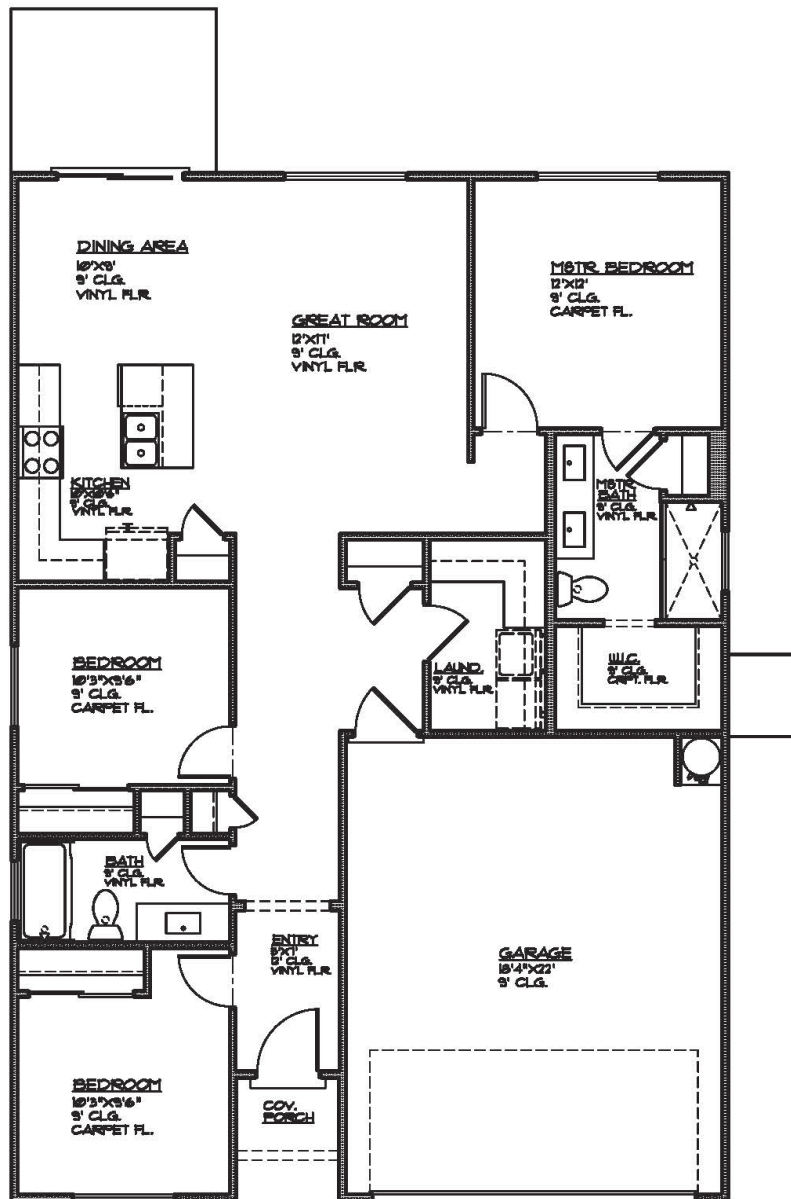 DINING AREA
10'X9'
9' CLG.
VINYL FLR.
GREAT ROOM
12'X17'
9' CLG.
VINYL FLR.
MSTR. BEDROOM
12'X12'
9' CLG.
CARPET FL.
KITCHEN
9' CLG.
VINYL FLR.
MSTR.
BATH
9' CLG.
VINYL FLR.
BEDROOM
10'3"X9'6"
9' CLG.
CARPET FL.
LAUND.
9' CLG.
VINYL FLR.
W.I.C.
9' CLG.
CRPT. FLR.
BATH
9' CLG.
VINYL FLR.
ENTRY
VINYL FLR.
GARAGE
18'4"X22'
9' CLG.
BEDROOM
10'3"X9'6"
9' CLG.
CARPET FL.
COV.
PORCH